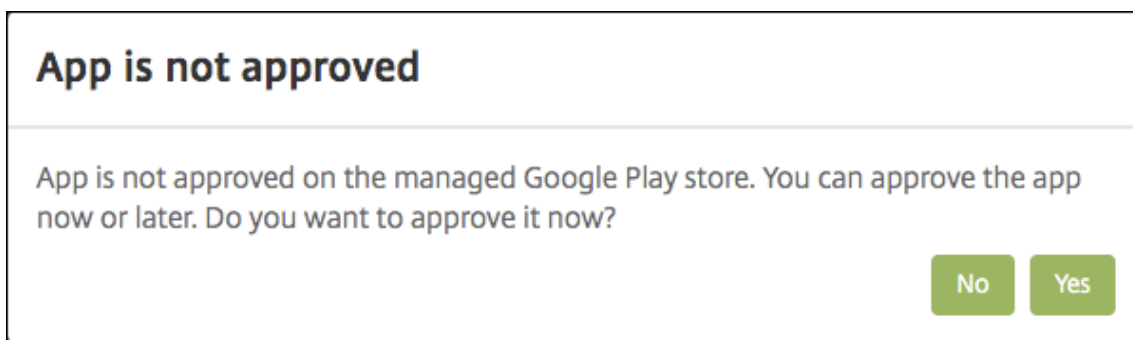 App is not approved
App is not approved on the managed Google Play store. You can approve the app
now or later. Do you want to approve it now?
No Yes